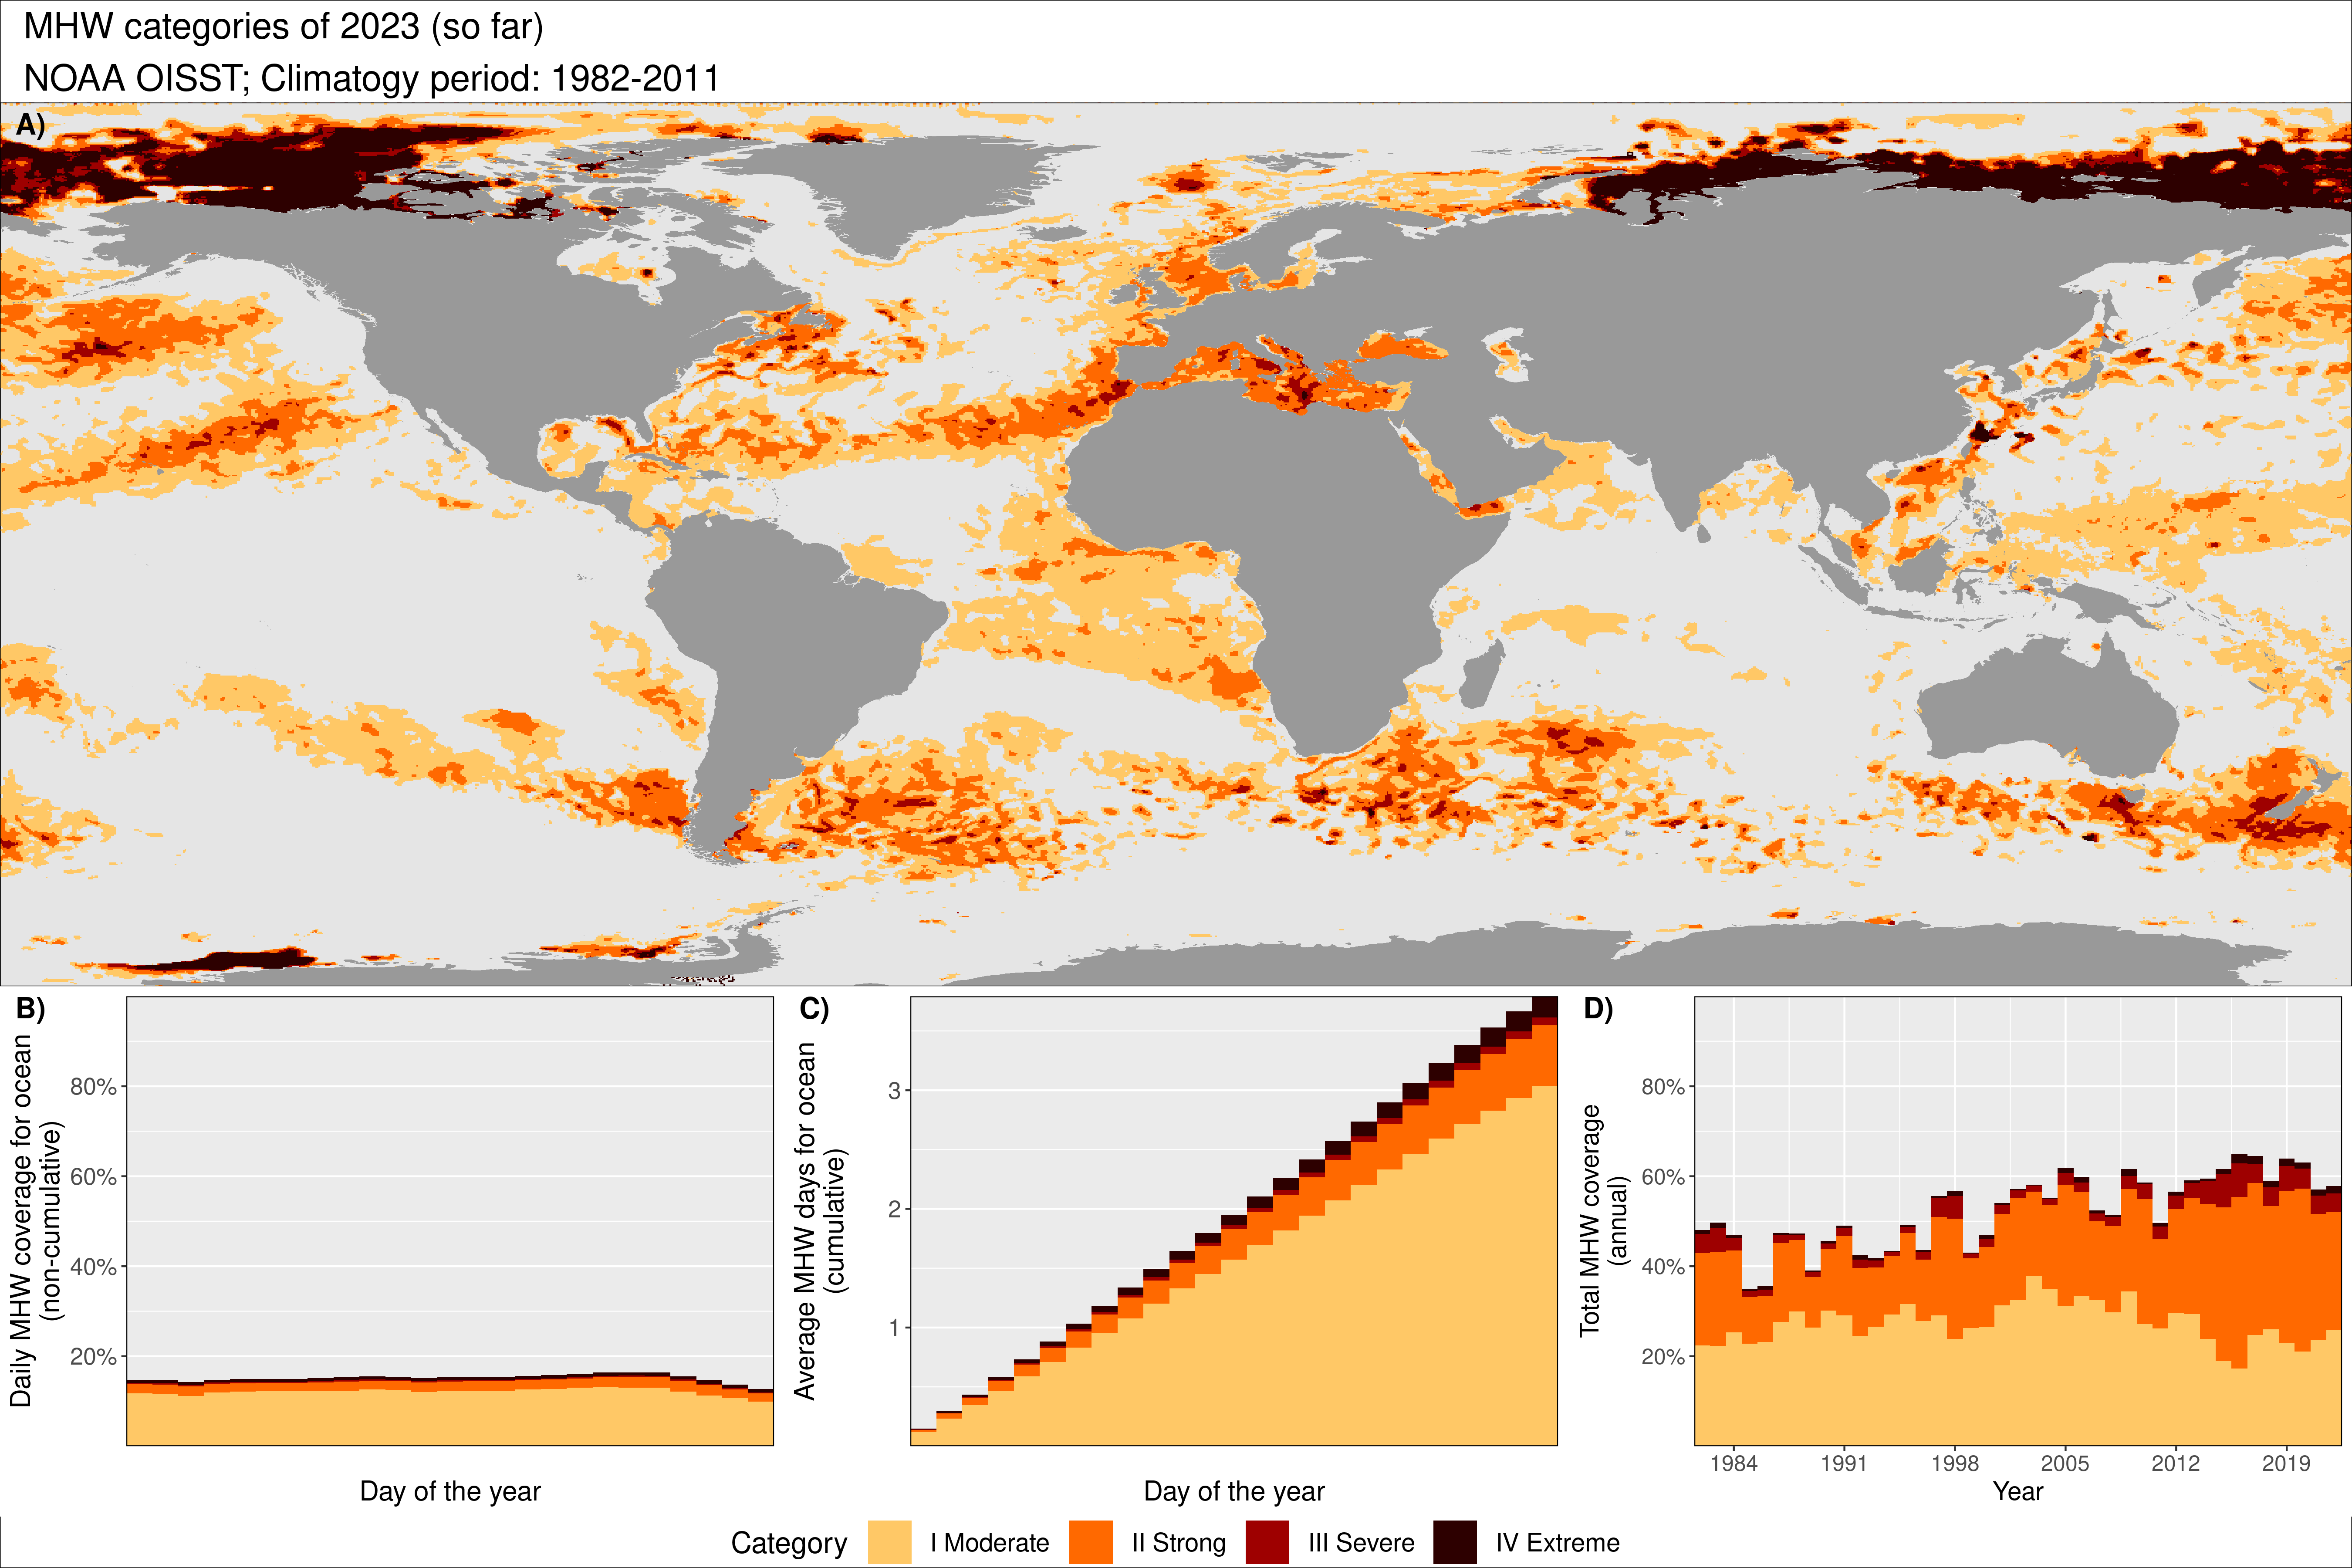 MHW categories of 2023 (so far)
NOAA OISST; Climatogy period: 1982-2011
A)
B)
Daily MHW coverage for ocean
(non-cumulative)
80%
60%
40%
20%
Day of the year
C)
Average MHW days for ocean
(cumulative)
3
2
1
Day of the year
D)
Total MHW coverage
(annual)
80%
60%
40%
20%
1984 1991 1998 2005 2012 2019
Year
Category I Moderate II Strong III Severe IV Extreme